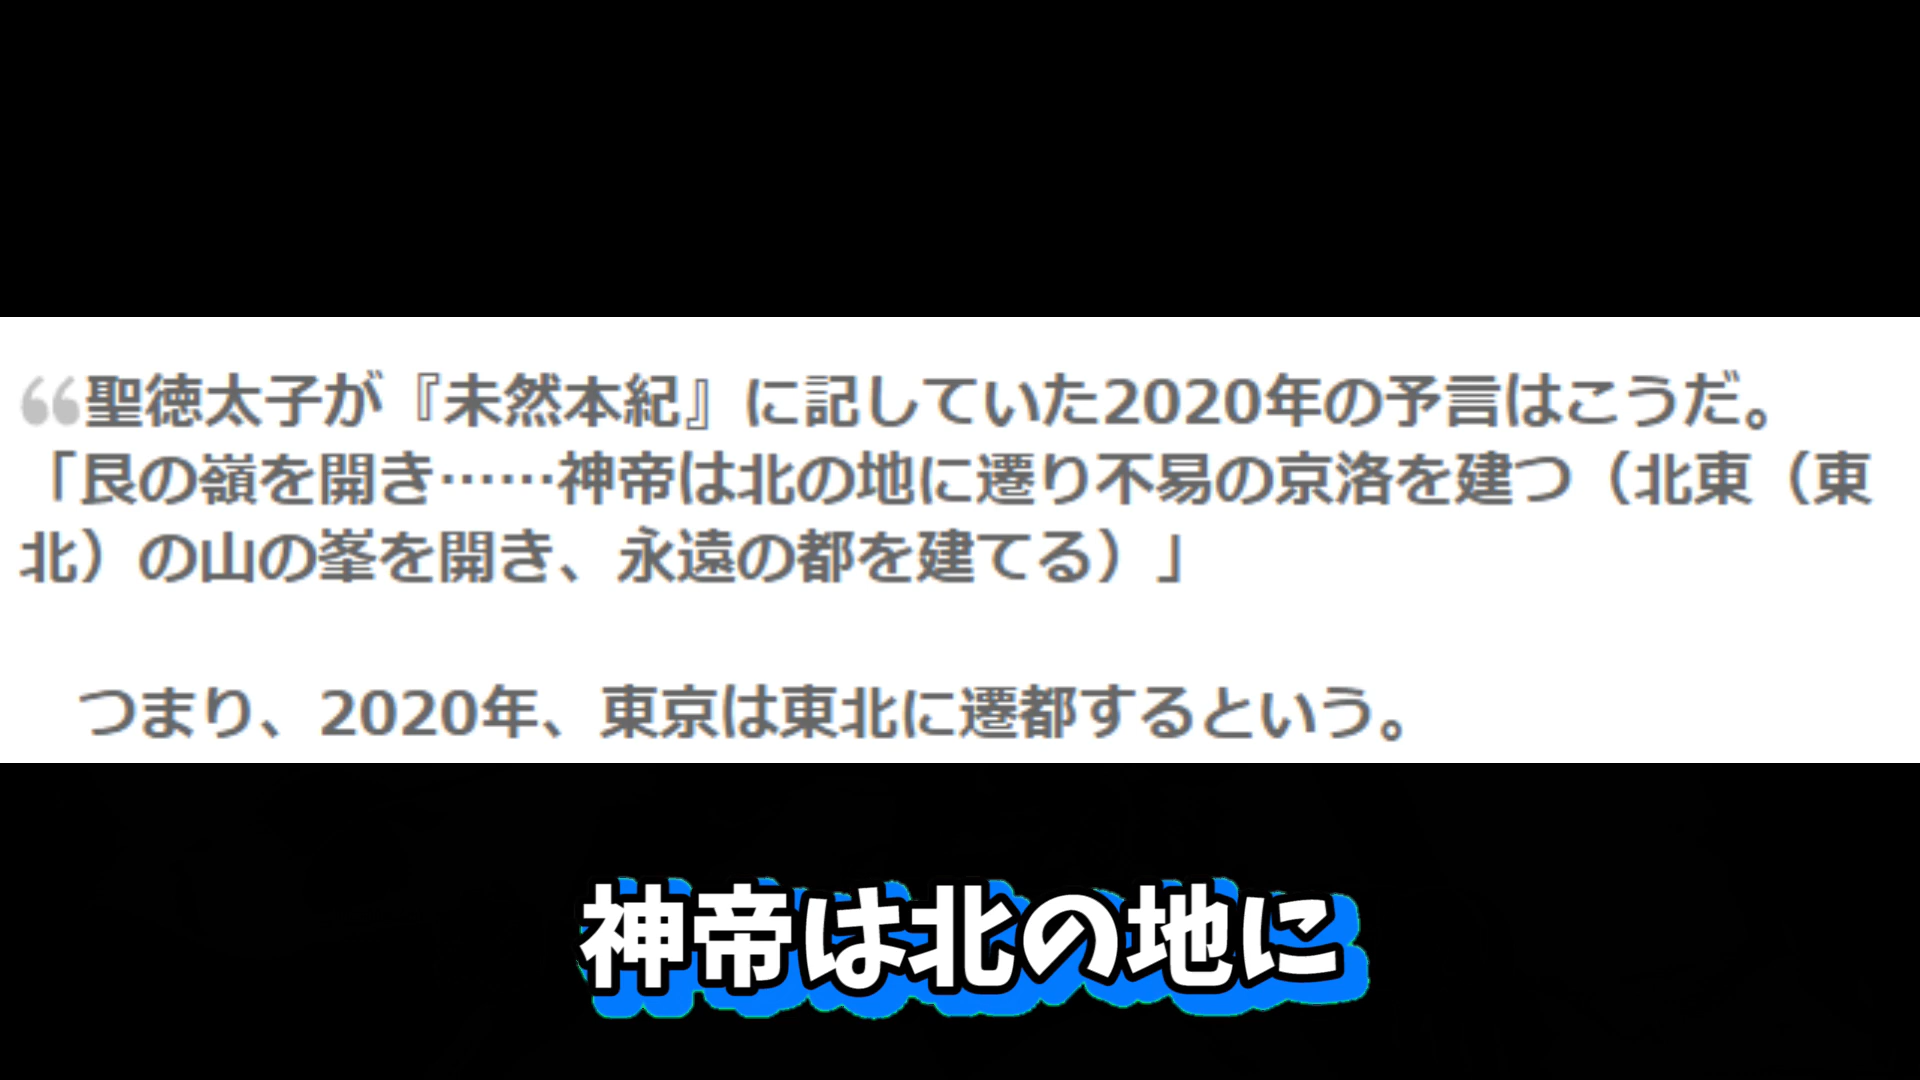 ❝聖徳太子が『未然本紀』に記していた2020年の予言はこうだ。
「艮の嶺を開き……神帝は北の地に遷り不易の京洛を建つ（北東（東
北）の山の峯を開き、永遠の都を建てる）」
つまり、2020年、東京は東北に遷都するという。
神帝は北の地に